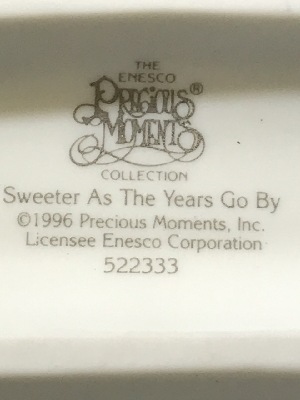 THE
ENESCO
PRECIOUS®
MOMENTS
COLLECTION
Sweeter As The Years Go By
©1996 Precious Moments, Inc.
Licensee Enesco Corporation
522333